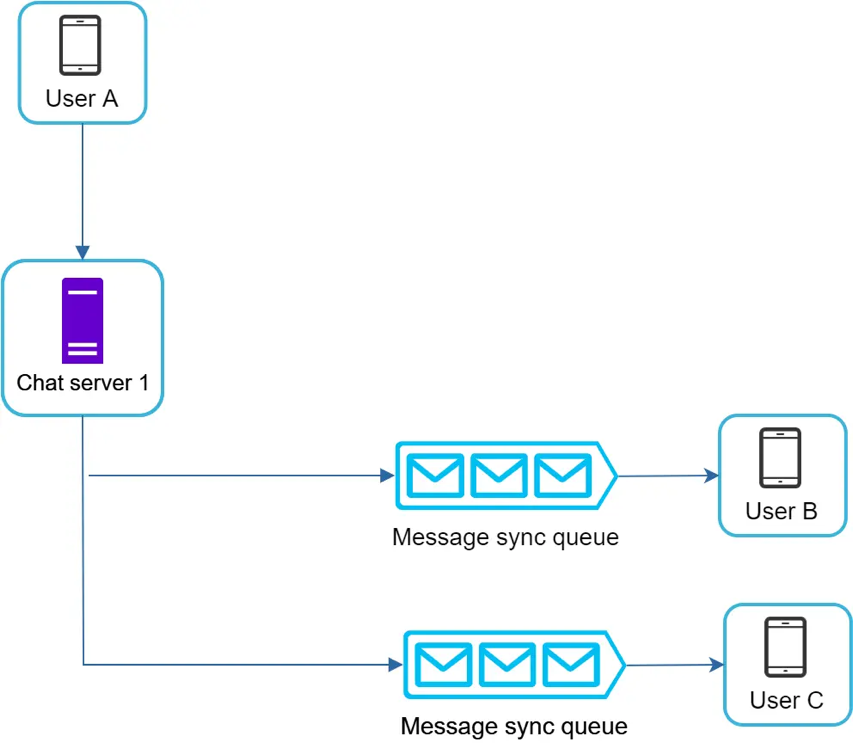 User A
Chat server 1
Message sync queue
User B
Message sync queue
User C